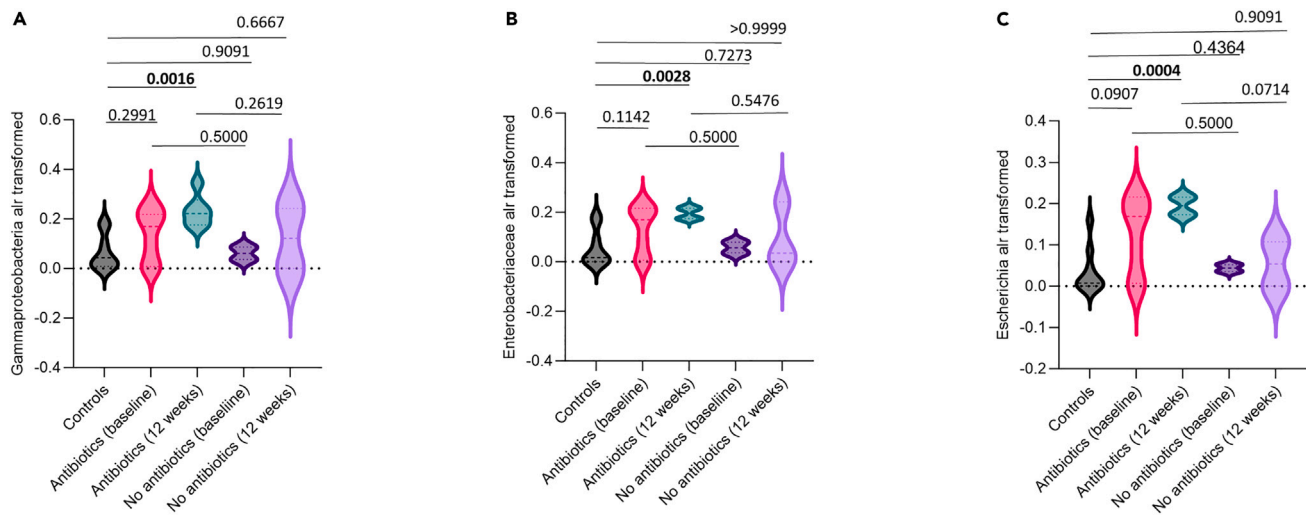 A
0.6667
0.9091
0.0016
0.2619
0.2991
0.5000
Gammaproteobacteria alr transformed
0.6
0.4
0.2
0.0
-0.2
-0.4
Controls
Antibiotics (baseline)
Antibiotics (12 weeks)
No antibiotics (baseliine)
No antibiotics (12 weeks)
B
>0.9999
0.7273
0.0028
0.5476
0.1142
0.5000
Enterobacteriaceae alr transformed
0.6
0.4
0.2
0.0
-0.2
-0.4
Controls
Antibiotics (baseline)
Antibiotics (12 weeks)
No antibiotics (baseline)
No antibiotics (12 weeks)
C
0.9091
0.4364
0.0004
0.0714
0.0907
0.5000
Escherichia alr transformed
0.4
0.3
0.2
0.1
0.0
-0.1
-0.2
Controls
Antibiotics (baseline)
Antibiotics (12 weeks)
No antibiotics (baseline)
No antibiotics (12 weeks)